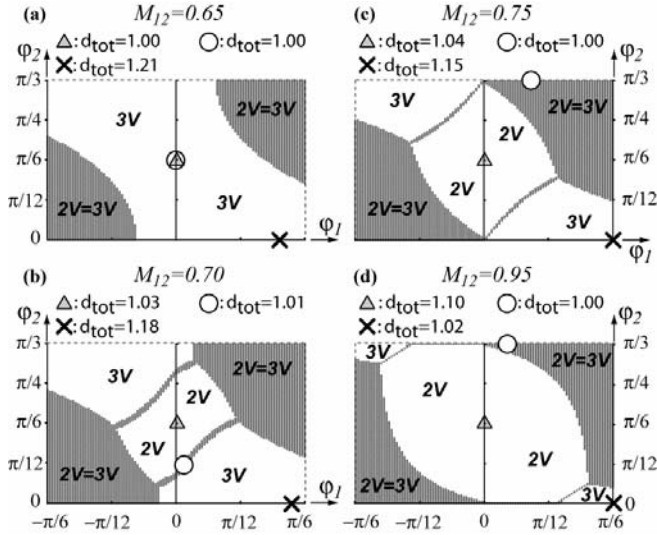 (a) M12=0.65
φ2
: dtot=1.00 : dtot=1.00
: dtot=1.21
π/3
π/4
π/6
π/12
0
3V
2V=3V
2V=3V
3V
φ1
(c) M12=0.75
φ2
: dtot=1.04 : dtot=1.00
: dtot=1.15
π/3
π/4
π/6
π/12
0
3V
2V=3V
2V
2V
2V=3V
3V
φ1
(b) M12=0.70
φ2
: dtot=1.03 : dtot=1.01
: dtot=1.18
π/3
π/4
π/6
π/12
0
3V
2V=3V
2V
2V
2V=3V
3V
φ1
−π/6 −π/12 0 π/12 π/6
(d) M12=0.95
φ2
: dtot=1.10 : dtot=1.00
: dtot=1.02
π/3
π/4
π/6
π/12
0
3V
2V=3V
2V
2V
2V=3V
3V
φ1
−π/6 −π/12 0 π/12 π/6